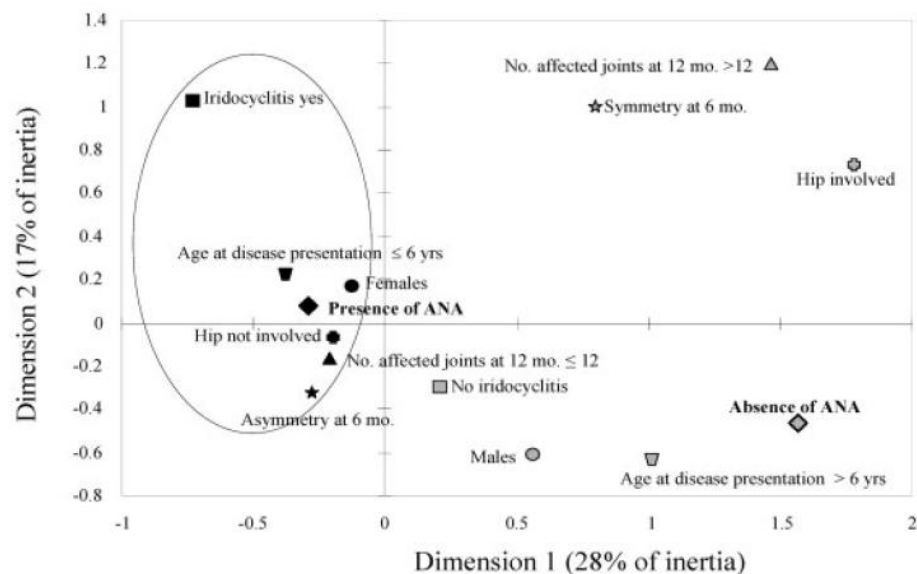 1.4
1.2
1
0.8
0.6
0.4
0.2
0
-0.2
-0.4
-0.6
-0.8
Dimension 2 (17% of inertia)
No. affected joints at 12 mo. >12
Iridocyclitis yes
Symmetry at 6 mo.
Hip involved
Age at disease presentation ≤ 6 yrs
Females
Presence of ANA
Hip not involved
No. affected joints at 12 mo. ≤ 12
No iridocyclitis
Asymmetry at 6 mo.
Absence of ANA
Males
Age at disease presentation > 6 yrs
-1 -0.5 0 0.5 1 1.5 2
Dimension 1 (28% of inertia)